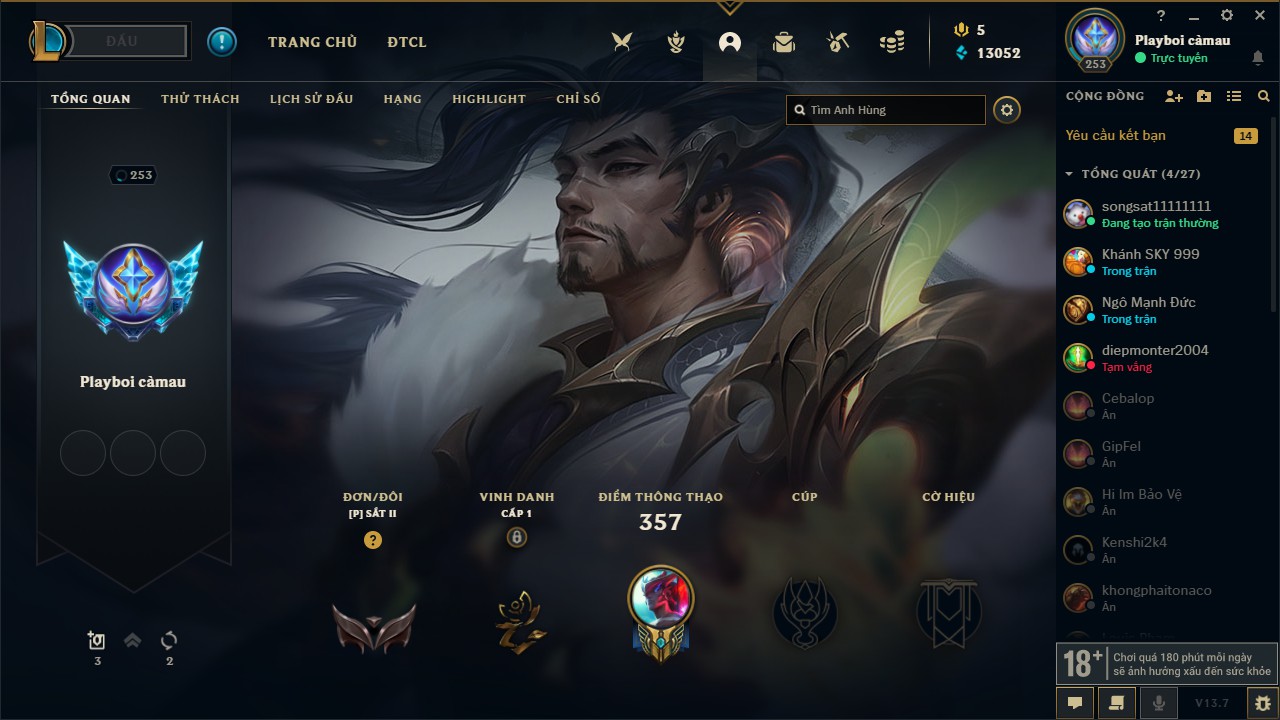 ĐẤU
TRANG CHỦ
ĐTCL
5
13052
253
Playboi càmau
Trực tuyến
TỔNG QUAN
THỬ THÁCH
LỊCH SỬ ĐẤU
HẠNG
HIGHLIGHT
CHỈ SỐ
Tìm Anh Hùng
253
Playboi càmau
ĐƠN/ĐÔI
[P] SẮT II
VINH DANH
CẤP 1
ĐIỂM THÔNG THẠO
357
CÚP
CỜ HIỆU
3
2
CỘNG ĐỒNG
Yêu cầu kết bạn
14
TỔNG QUÁT (4/27)
songsat11111111
Đang tạo trận thường
Khánh SKY 999
Trong trận
Ngô Mạnh Đức
Trong trận
diepmonter2004
Tạm vắng
Cebalop
Ẩn
GipFel
Ẩn
Hi Im Bảo Vệ
Ẩn
Kenshi2k4
Ẩn
khongphaitonaco
Ẩn
18+
Chơi quá 180 phút mỗi ngày
sẽ ảnh hưởng xấu đến sức khỏe
V13.7